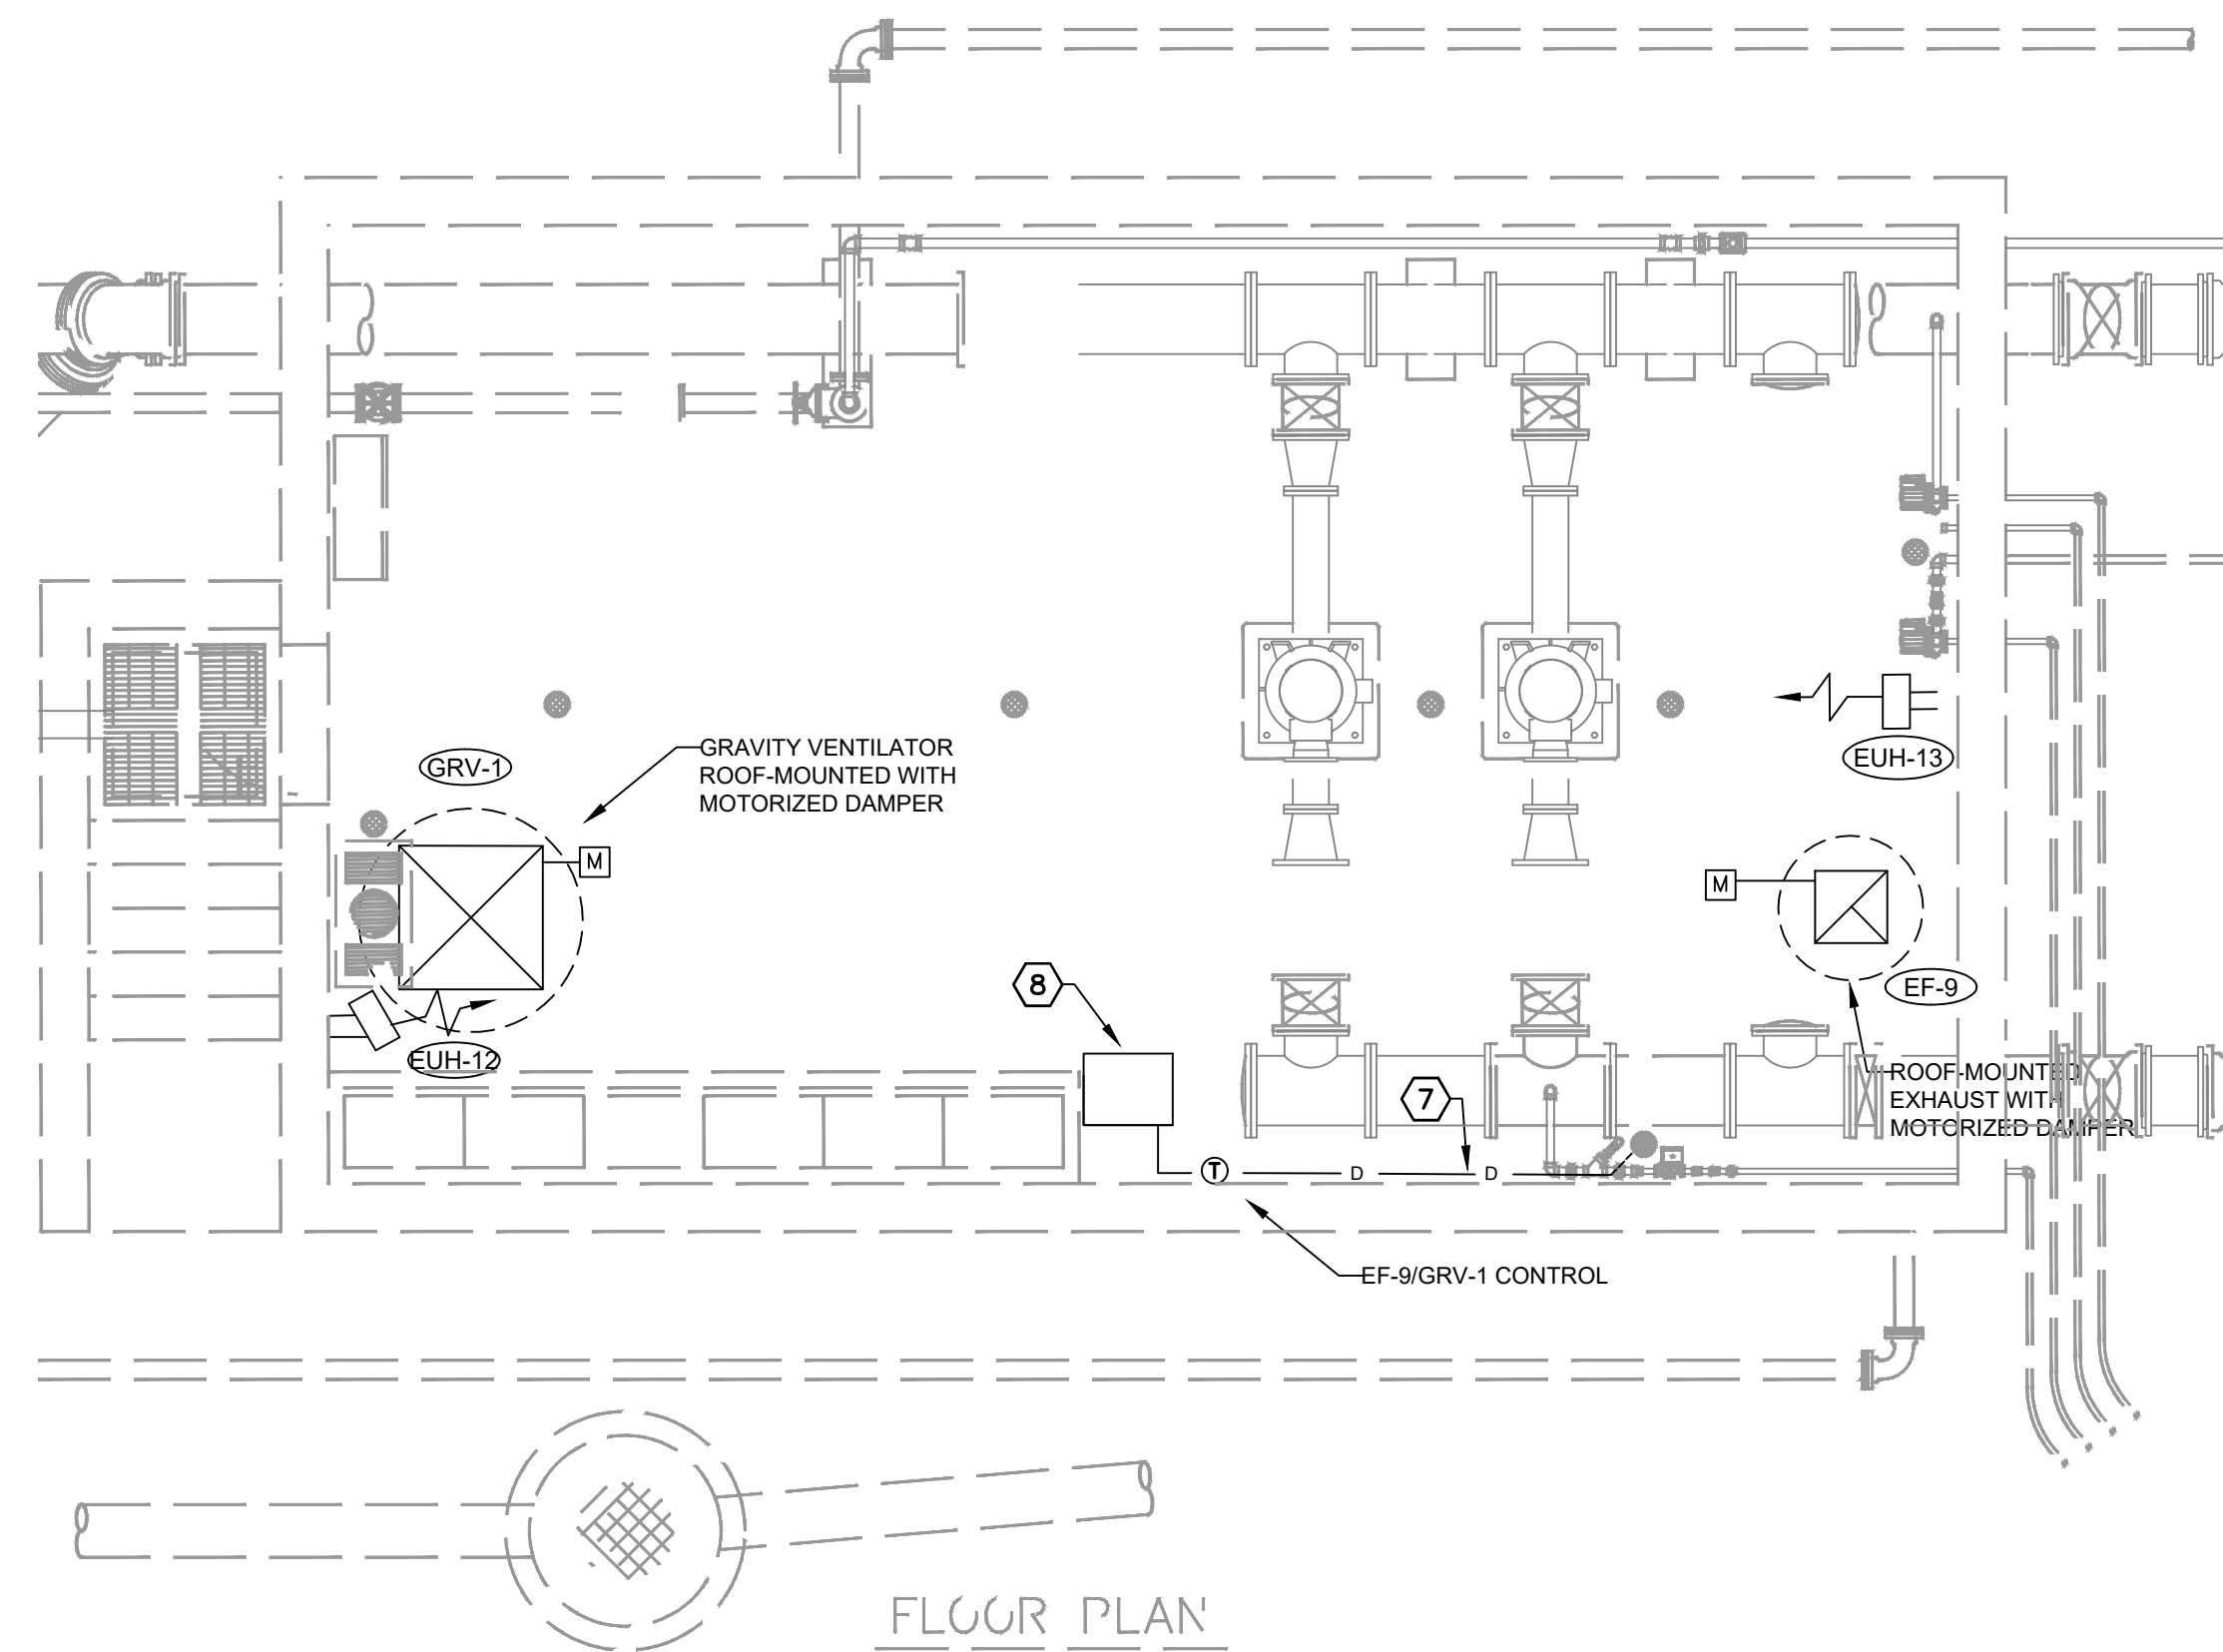 GRV-1
GRAVITY VENTILATOR
ROOF-MOUNTED WITH
MOTORIZED DAMPER
M
EUH-13
M
EF-9
8
EUH-12
ROOF-MOUNTED
EXHAUST WITH
MOTORIZED DAMPER
7
T
D
D
EF-9/GRV-1 CONTROL
FLOOR PLAN